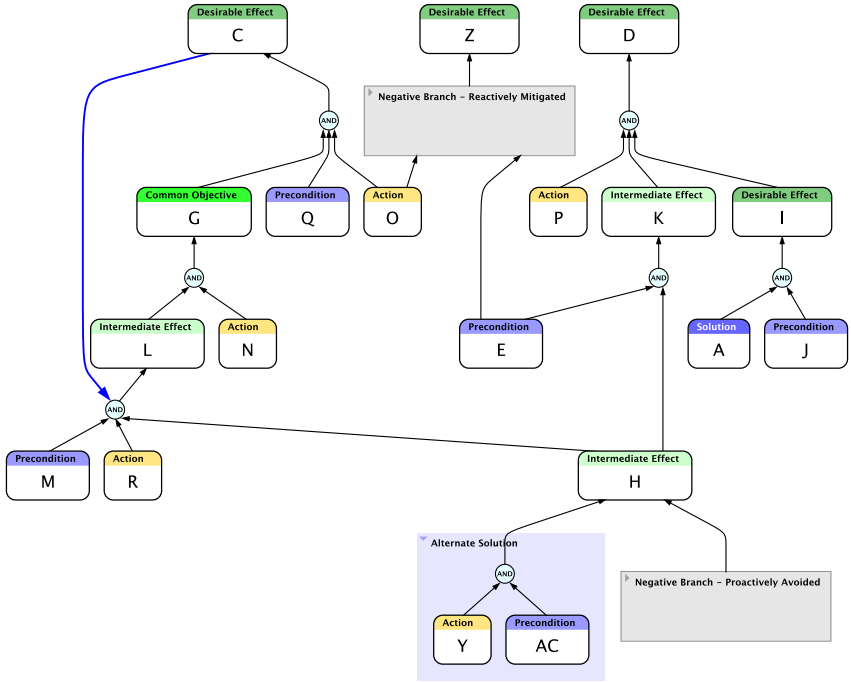 Desirable Effect
C
Desirable Effect
Z
Desirable Effect
D
Negative Branch - Reactively Mitigated
AND
AND
Common Objective
G
Precondition
Q
Action
O
Action
P
Intermediate Effect
K
Desirable Effect
I
AND
AND
AND
Intermediate Effect
L
Action
N
Precondition
E
Solution
A
Precondition
J
AND
Precondition
M
Action
R
Intermediate Effect
H
Alternate Solution
AND
Negative Branch - Proactively Avoided
Action
Y
Precondition
AC